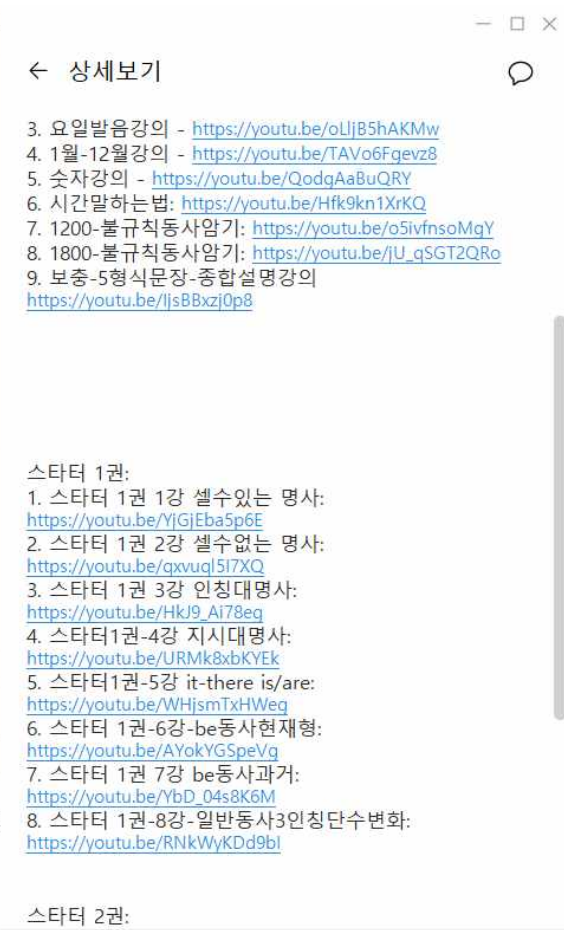 상세보기
3. 요일발음강의 - https://youtu.be/oLljB5hAKMw
4. 1월-12월강의 - https://youtu.be/TAVo6Fgevz8
5. 숫자강의 - https://youtu.be/QodgAaBuQRY
6. 시간말하는법: https://youtu.be/Hfk9kn1XrKQ
7. 1200-불규칙동사암기: https://youtu.be/o5ivfnsoMgY
8. 1800-불규칙동사암기: https://youtu.be/jU_qSGT2QRo
9. 보충-5형식문장-종합설명강의
https://youtu.be/IjsBBxzj0p8
스타터 1권:
1. 스타터 1권 1강 셀수있는 명사:
https://youtu.be/YjGjEba5p6E
2. 스타터 1권 2강 셀수없는 명사:
https://youtu.be/qxvuql5I7XQ
3. 스타터 1권 3강 인칭대명사:
https://youtu.be/HkJ9_Ai78eg
4. 스타터1권-4강 지시대명사:
https://youtu.be/URMk8xbKYEk
5. 스타터1권-5강 it-there is/are:
https://youtu.be/WHjsmTxHWeg
6. 스타터 1권-6강-be동사현재형:
https://youtu.be/AYokYGSpeVg
7. 스타터 1권 7강 be동사과거:
https://youtu.be/YbD_04s8K6M
8. 스타터 1권-8강-일반동사3인칭단수변화:
https://youtu.be/RNkWyKDd9bI
스타터 2권: